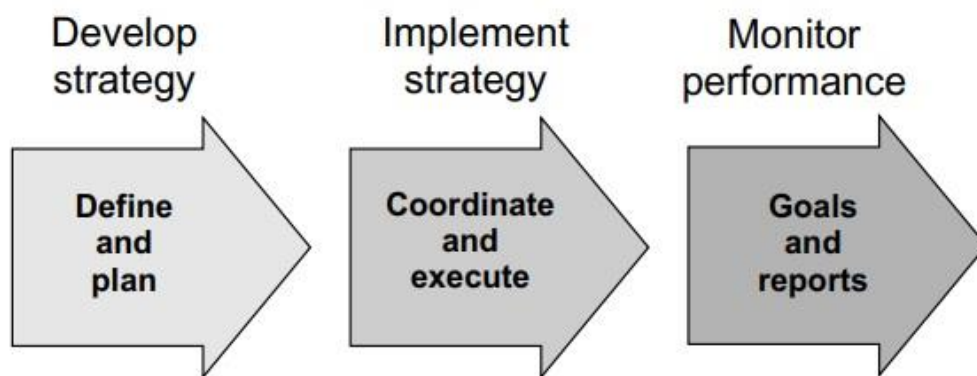 Develop
strategy
Implement
strategy
Monitor
performance
Define
and
plan
Coordinate
and
execute
Goals
and
reports